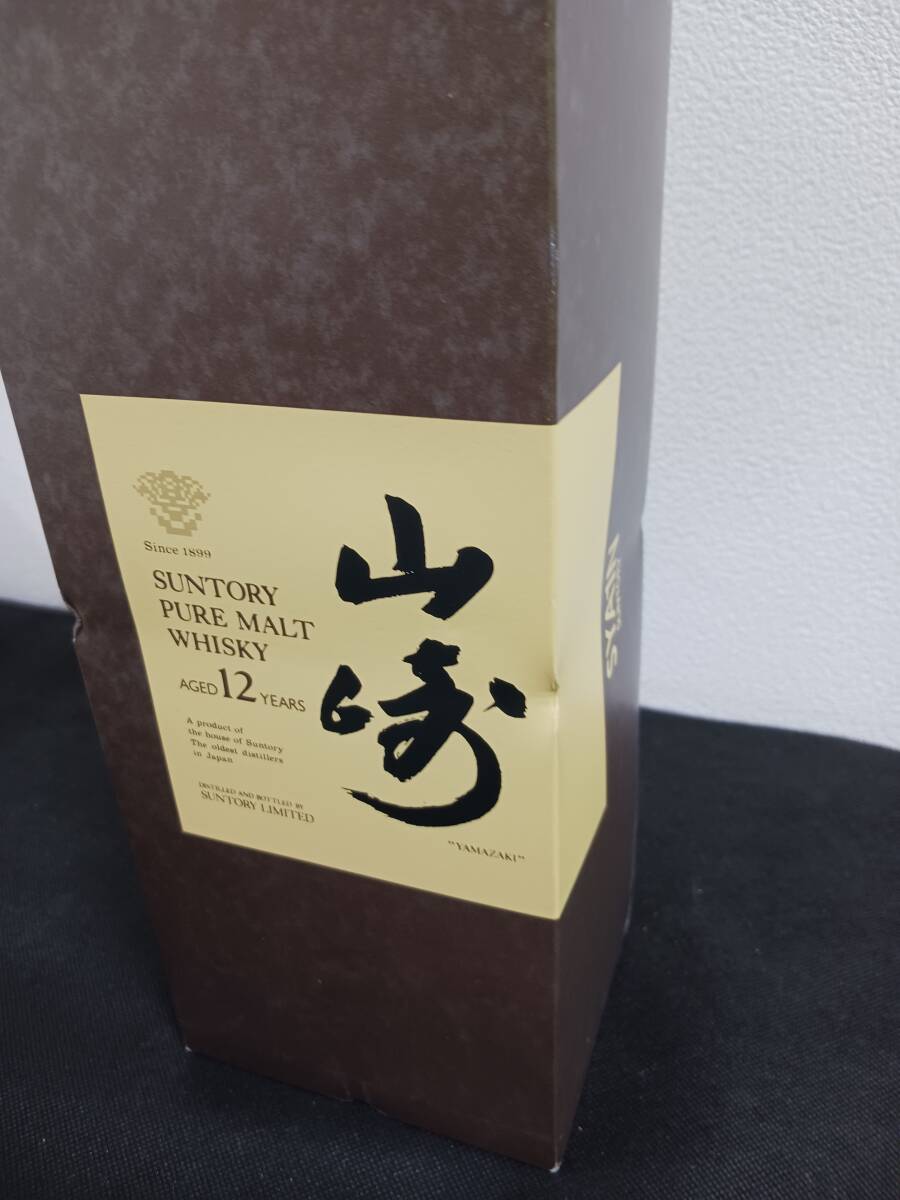 Since 1899
SUNTORY
PURE MALT
WHISKY
AGED 12 YEARS
A product of
the house of Suntory
The oldest distillers
in Japan
DISTILLED AND BOTTLED BY
SUNTORY LIMITED
山崎
"YAMAZAKI"